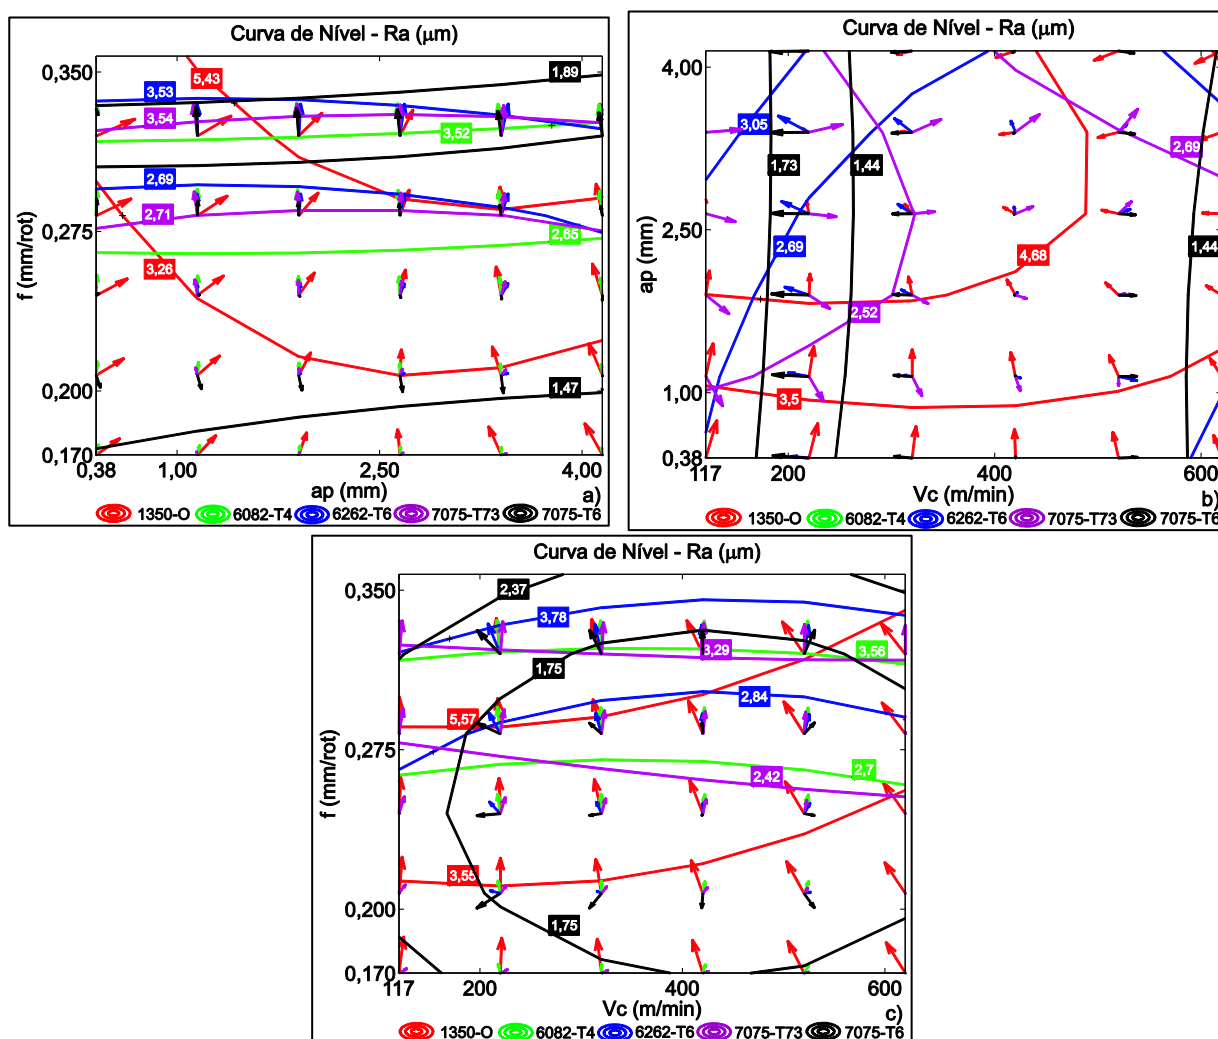 Curva de Nível - Ra (μm)
0,350
0,275
0,200
0,170
f (mm/rot)
5,43
1,89
3,53
3,54
3,52
2,69
2,71
2,65
3,26
1,47
0,38 1,00 2,50 4,00
ap (mm)
a)
1350-O 6082-T4 6262-T6 7075-T73 7075-T6
Curva de Nível - Ra (μm)
4,00
2,50
1,00
0,38
ap (mm)
3,05
1,73 1,44
2,69
2,69
1,44
4,68
2,52
3,5
117 200 400 600
Vc (m/min)
b)
1350-O 6082-T4 6262-T6 7075-T73 7075-T6
Curva de Nível - Ra (μm)
0,350
0,275
0,200
0,170
f (mm/rot)
2,37
3,78
3,29 3,56
1,75
2,84
5,57
2,42 2,7
3,55
1,75
117 200 400 600
Vc (m/min)
c)
1350-O 6082-T4 6262-T6 7075-T73 7075-T6